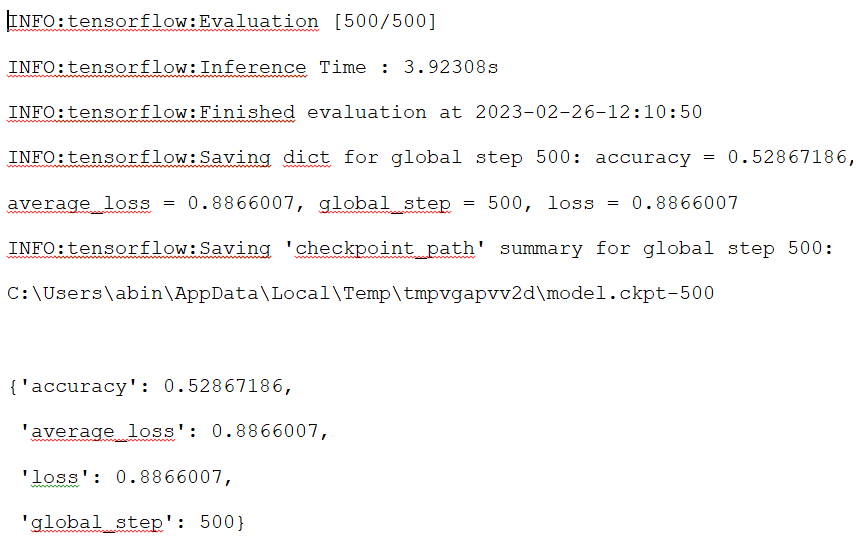 INFO:tensorflow:Evaluation [500/500]
INFO:tensorflow:Inference Time : 3.92308s
INFO:tensorflow:Finished evaluation at 2023-02-26-12:10:50
INFO:tensorflow:Saving dict for global step 500: accuracy = 0.52867186,
average_loss = 0.8866007, global_step = 500, loss = 0.8866007
INFO:tensorflow:Saving 'checkpoint_path' summary for global step 500:
C:\Users\abin\AppData\Local\Temp\tmpvgapvv2d\model.ckpt-500
{'accuracy': 0.52867186,
'average_loss': 0.8866007,
'loss': 0.8866007,
'global_step': 500}